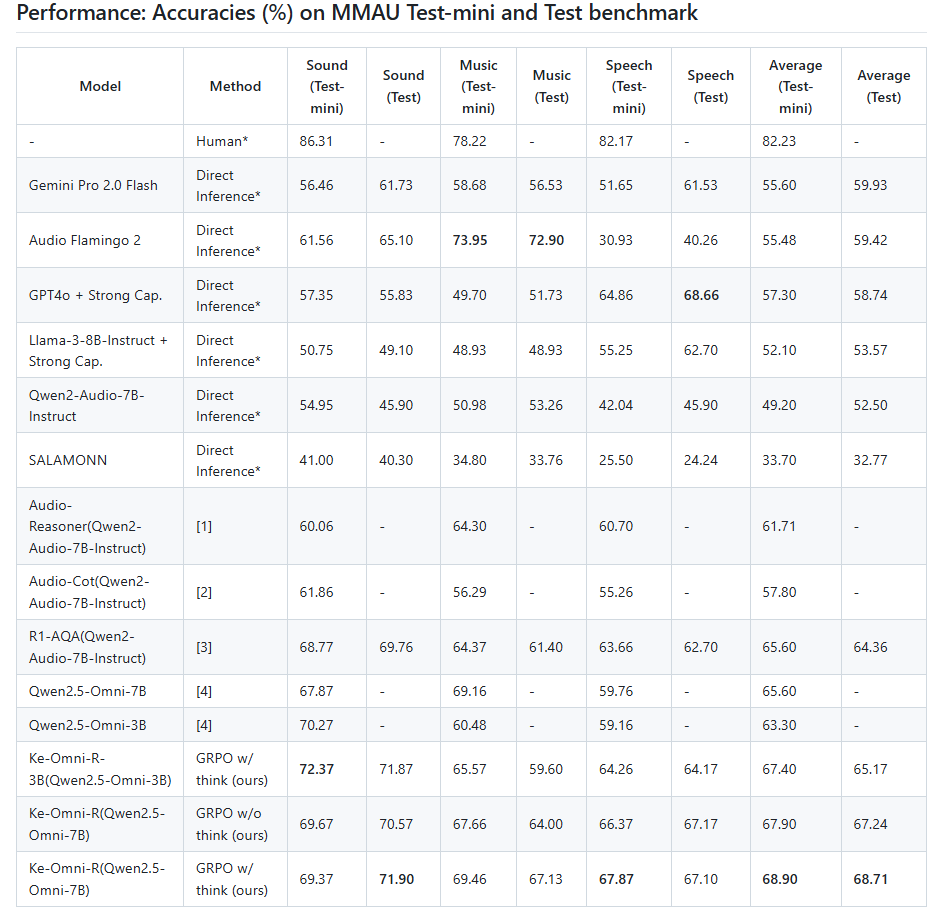 Performance: Accuracies (%) on MMAU Test-mini and Test benchmark
Model Method Sound (Test-mini) Sound (Test) Music (Test-mini) Music (Test) Speech (Test-mini) Speech (Test) Average (Test-mini) Average (Test)
- Human* 86.31 - 78.22 - 82.17 - 82.23 -
Gemini Pro 2.0 Flash Direct Inference* 56.46 61.73 58.68 56.53 51.65 61.53 55.60 59.93
Audio Flamingo 2 Direct Inference* 61.56 65.10 73.95 72.90 30.93 40.26 55.48 59.42
GPT4o + Strong Cap. Direct Inference* 57.35 55.83 49.70 51.73 64.86 68.66 57.30 58.74
Llama-3-8B-Instruct + Strong Cap. Direct Inference* 50.75 49.10 48.93 48.93 55.25 62.70 52.10 53.57
Qwen2-Audio-7B-Instruct Direct Inference* 54.95 45.90 50.98 53.26 42.04 45.90 49.20 52.50
SALAMONN Direct Inference* 41.00 40.30 34.80 33.76 25.50 24.24 33.70 32.77
Audio-Reasoner(Qwen2-Audio-7B-Instruct) [1] 60.06 - 64.30 - 60.70 - 61.71 -
Audio-Cot(Qwen2-Audio-7B-Instruct) [2] 61.86 - 56.29 - 55.26 - 57.80 -
R1-AQA(Qwen2-Audio-7B-Instruct) [3] 68.77 69.76 64.37 61.40 63.66 62.70 65.60 64.36
Qwen2.5-Omni-7B [4] 67.87 - 69.16 - 59.76 - 65.60 -
Qwen2.5-Omni-3B [4] 70.27 - 60.48 - 59.16 - 63.30 -
Ke-Omni-R-3B(Qwen2.5-Omni-3B) GRPO w/ think (ours) 72.37 71.87 65.57 59.60 64.26 64.17 67.40 65.17
Ke-Omni-R(Qwen2.5-Omni-7B) GRPO w/o think (ours) 69.67 70.57 67.66 64.00 66.37 67.17 67.90 67.24
Ke-Omni-R(Qwen2.5-Omni-7B) GRPO w/ think (ours) 69.37 71.90 69.46 67.13 67.87 67.10 68.90 68.71